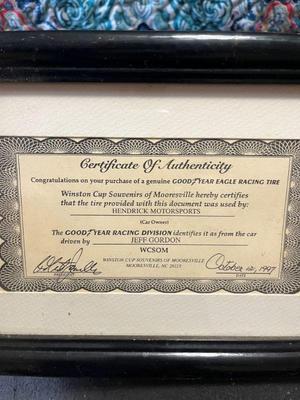 Certificate Of Authenticity
Congratulations on your purchase of a genuine GOODYEAR EAGLE RACING TIRE
Winston Cup Souvenirs of Mooresville hereby certifies
that the tire provided with this document was used by:
HENDRICK MOTORSPORTS
(Car Owner)
The GOODYEAR RACING DIVISION identifies it as from the car
driven by JEFF GORDON
WCSOM
WINSTON CUP SOUVENIRS OF MOORESVILLE
MOORESVILLE, NC 28115
October 12, 1997
DATE